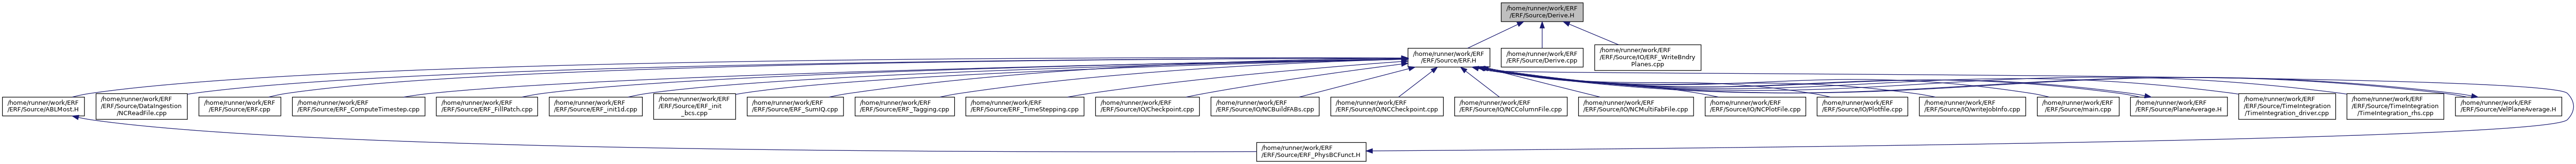 /home/runner/work/ERF
/ERF/Source/Derive.H
/home/runner/work/ERF
/ERF/Source/ERF.H
/home/runner/work/ERF
/ERF/Source/Derive.cpp
/home/runner/work/ERF
/ERF/Source/IO/ERF_WriteBndry
Planes.cpp
/home/runner/work/ERF
/ERF/Source/ABLMost.H
/home/runner/work/ERF
/ERF/Source/DataIngestion
/NCReadFile.cpp
/home/runner/work/ERF
/ERF/Source/ERF.cpp
/home/runner/work/ERF
/ERF/Source/ERF_ComputeTimestep.cpp
/home/runner/work/ERF
/ERF/Source/ERF_FillPatch.cpp
/home/runner/work/ERF
/ERF/Source/ERF_init1d.cpp
/home/runner/work/ERF
/ERF/Source/ERF_init
_bcs.cpp
/home/runner/work/ERF
/ERF/Source/ERF_SumIQ.cpp
/home/runner/work/ERF
/ERF/Source/ERF_Tagging.cpp
/home/runner/work/ERF
/ERF/Source/ERF_TimeStepping.cpp
/home/runner/work/ERF
/ERF/Source/IO/Checkpoint.cpp
/home/runner/work/ERF
/ERF/Source/IO/NCBuildFABs.cpp
/home/runner/work/ERF
/ERF/Source/IO/NCCheckpoint.cpp
/home/runner/work/ERF
/ERF/Source/IO/NCColumnFile.cpp
/home/runner/work/ERF
/ERF/Source/IO/NCMultiFabFile.cpp
/home/runner/work/ERF
/ERF/Source/IO/NCPlotFile.cpp
/home/runner/work/ERF
/ERF/Source/IO/Plotfile.cpp
/home/runner/work/ERF
/ERF/Source/IO/writeJobInfo.cpp
/home/runner/work/ERF
/ERF/Source/main.cpp
/home/runner/work/ERF
/ERF/Source/PlaneAverage.H
/home/runner/work/ERF
/ERF/Source/TimeIntegration
/TimeIntegration_driver.cpp
/home/runner/work/ERF
/ERF/Source/TimeIntegration
/TimeIntegration_rhs.cpp
/home/runner/work/ERF
/ERF/Source/VelPlaneAverage.H
/home/runner/work/ERF
/ERF/Source/ERF_PhysBCFunct.H